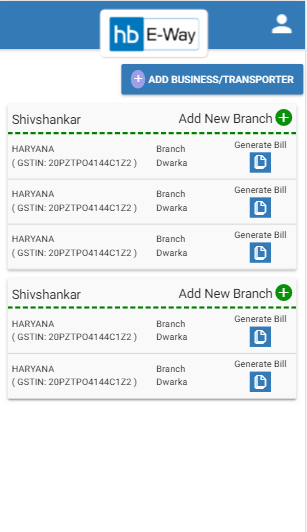 hb E-Way
ADD BUSINESS/TRANSPORTER
Shivshankar Add New Branch
HARYANA Branch Generate Bill
( GSTIN: 20PZTPO4144C1Z2 ) Dwarka
HARYANA Branch Generate Bill
( GSTIN: 20PZTPO4144C1Z2 ) Dwarka
HARYANA Branch Generate Bill
( GSTIN: 20PZTPO4144C1Z2 ) Dwarka
Shivshankar Add New Branch
HARYANA Branch Generate Bill
( GSTIN: 20PZTPO4144C1Z2 ) Dwarka
HARYANA Branch Generate Bill
( GSTIN: 20PZTPO4144C1Z2 ) Dwarka